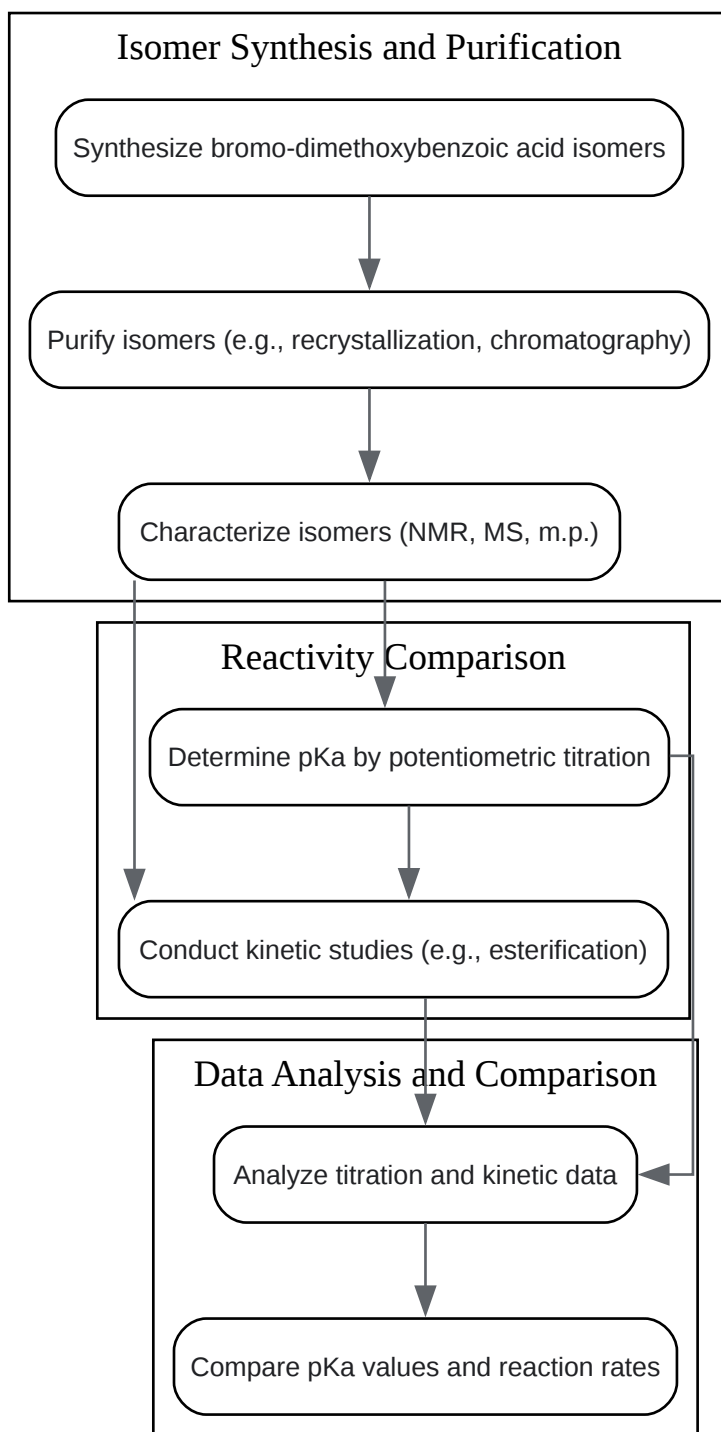 Isomer Synthesis and Purification
Synthesize bromo-dimethoxybenzoic acid isomers
Purify isomers (e.g., recrystallization, chromatography)
Characterize isomers (NMR, MS, m.p.)
Reactivity Comparison
Determine pKa by potentiometric titration
Conduct kinetic studies (e.g., esterification)
Data Analysis and Comparison
Analyze titration and kinetic data
Compare pKa values and reaction rates